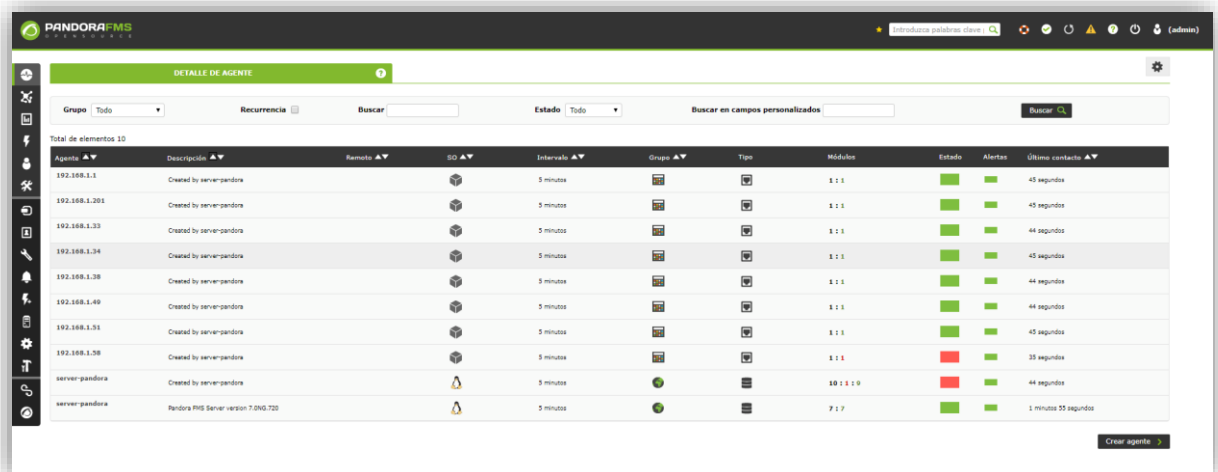 PANDORAFMS
OPENSOURCE
Introduzca palabras clave
(admin)
DETALLE DE AGENTE
Grupo Todo Recurrencia Buscar Estado Todo Buscar en campos personalizados Buscar
Total de elementos 10
Agente Descripción Remoto SO Intervalo Grupo Tipo Módulos Estado Alertas Último contacto
192.168.1.1 Created by server-pandora 5 minutos 1 : 1 45 segundos
192.168.1.201 Created by server-pandora 5 minutos 1 : 1 45 segundos
192.168.1.33 Created by server-pandora 5 minutos 1 : 1 44 segundos
192.168.1.34 Created by server-pandora 5 minutos 1 : 1 45 segundos
192.168.1.38 Created by server-pandora 5 minutos 1 : 1 44 segundos
192.168.1.49 Created by server-pandora 5 minutos 1 : 1 44 segundos
192.168.1.51 Created by server-pandora 5 minutos 1 : 1 45 segundos
192.168.1.58 Created by server-pandora 5 minutos 1 : 1 35 segundos
server-pandora Created by server-pandora 5 minutos 10 : 1 : 9 44 segundos
server-pandora Pandora FMS Server version 7.0NG.720 5 minutos 7 : 7 1 minutos 55 segundos
Crear agente